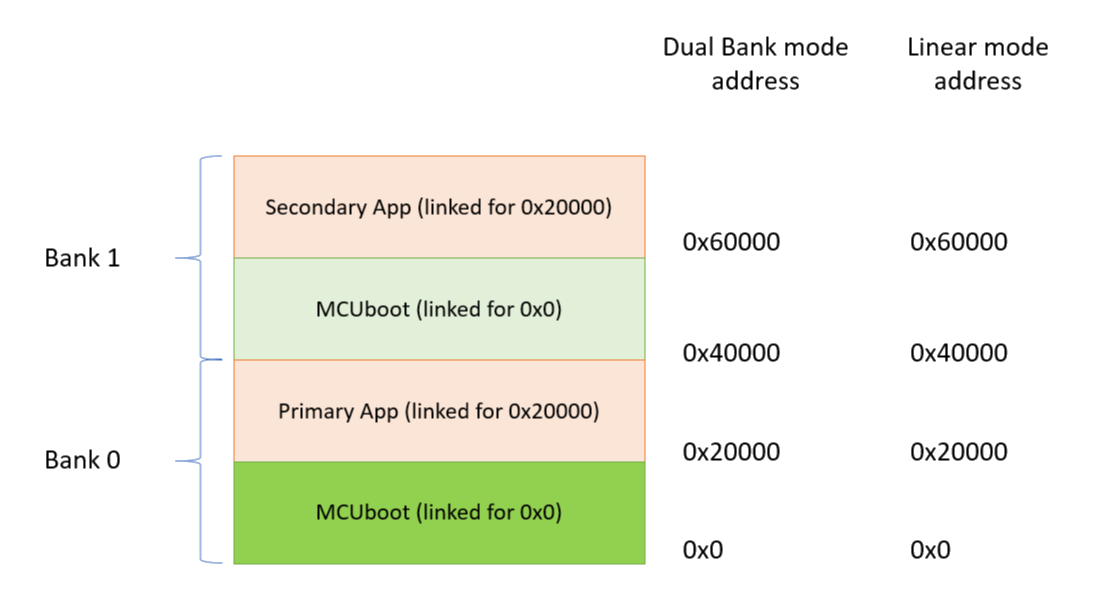 Dual Bank mode
address
Linear mode
address
Secondary App (linked for 0x20000)
0x60000
0x60000
Bank 1
MCUboot (linked for 0x0)
0x40000
0x40000
Primary App (linked for 0x20000)
0x20000
0x20000
Bank 0
MCUboot (linked for 0x0)
0x0
0x0